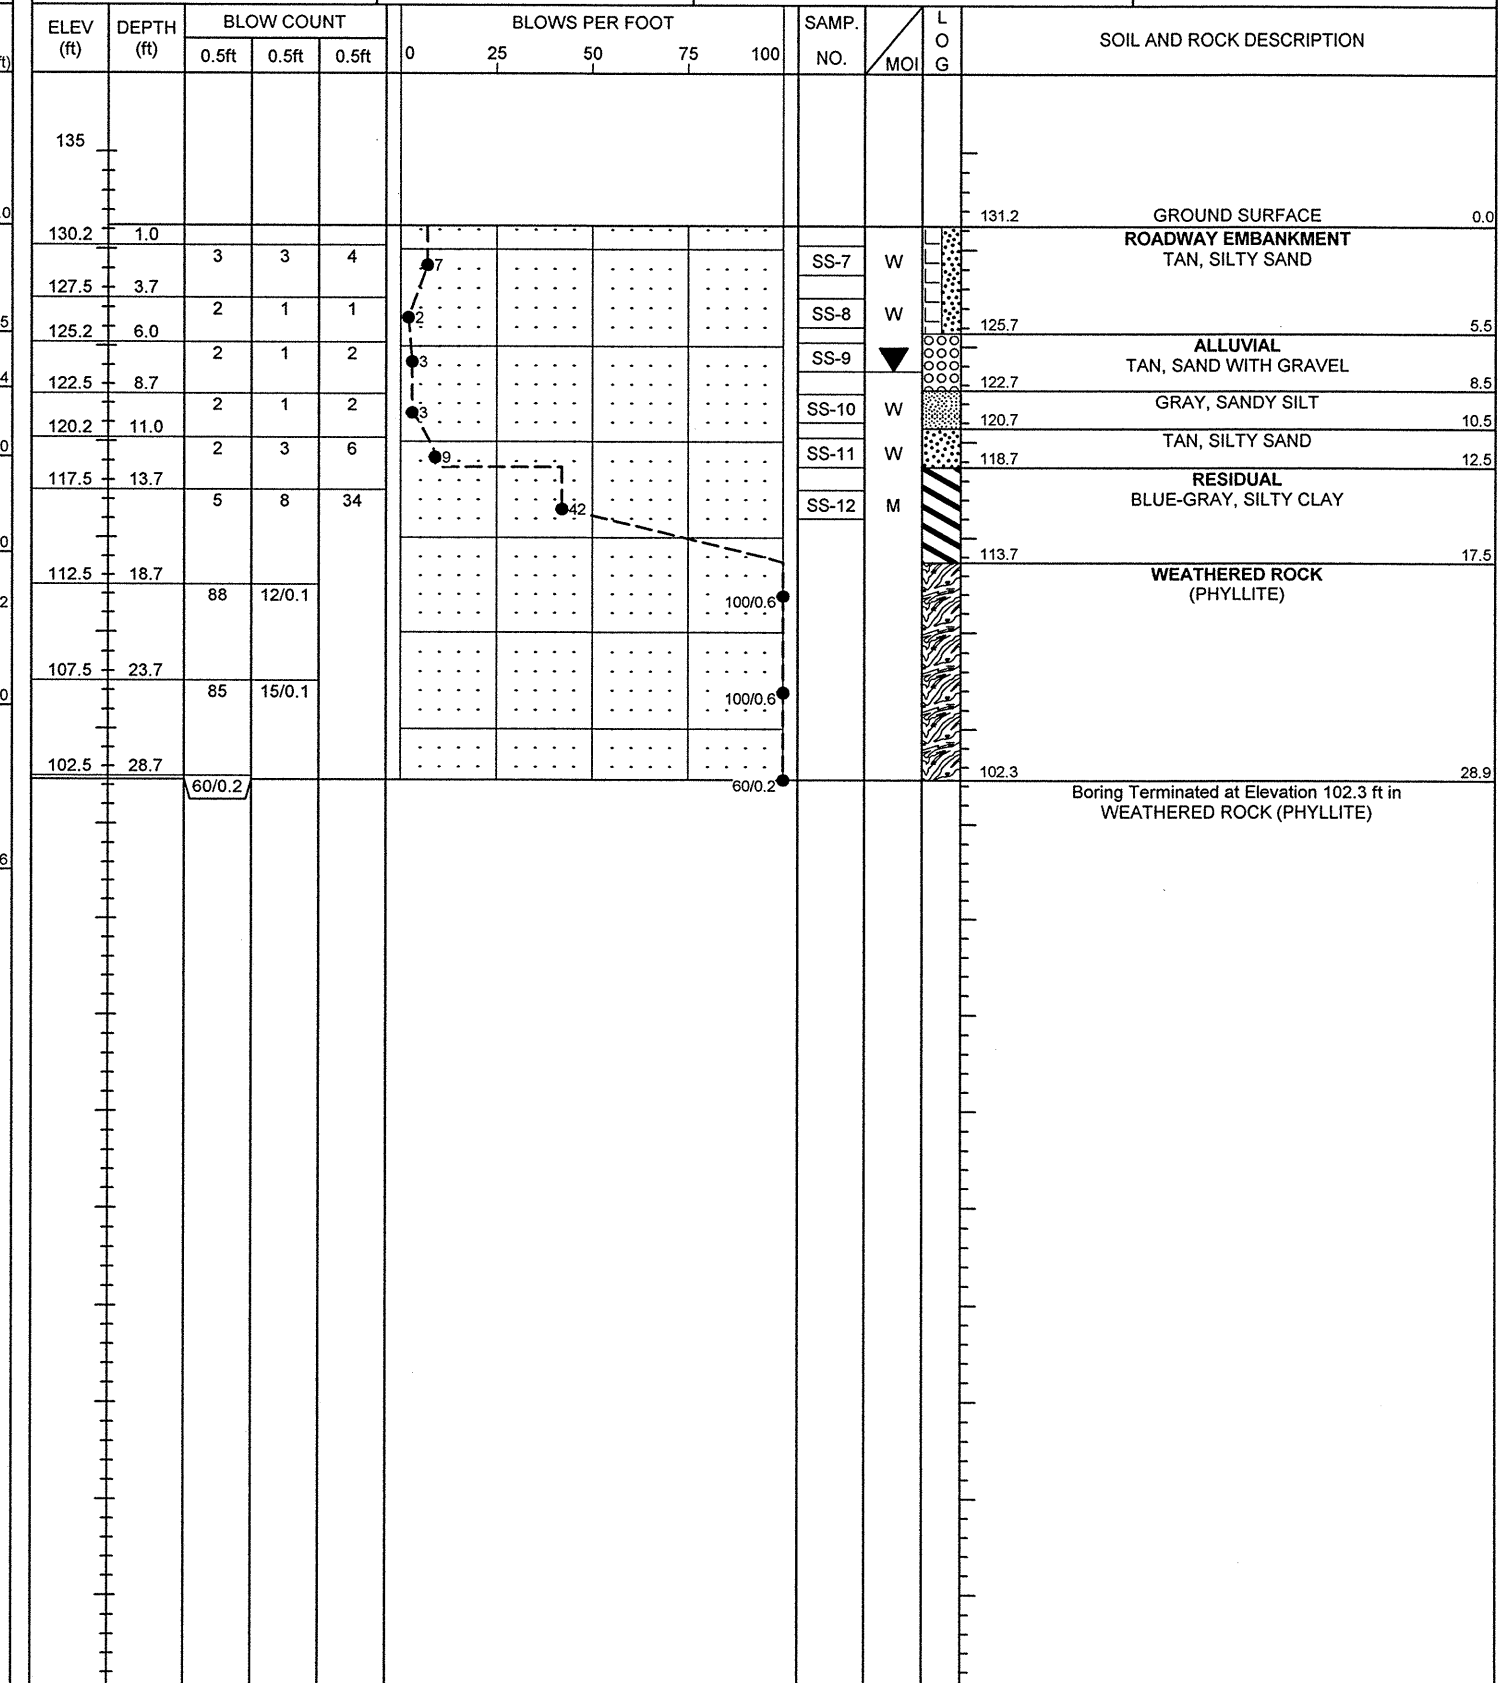 ELEV (ft) DEPTH (ft) BLOW COUNT BLOWS PER FOOT SAMP. NO. MOI LOG SOIL AND ROCK DESCRIPTION
0.5ft 0.5ft 0.5ft 0 25 50 75 100
135
131.2 GROUND SURFACE 0.0
130.2 1.0 ROADWAY EMBANKMENT
3 3 4 7 SS-7 W TAN, SILTY SAND
127.5 3.7
2 1 1 2 SS-8 W
125.2 6.0 125.7 5.5
2 1 2 3 SS-9 ALLUVIAL
TAN, SAND WITH GRAVEL
122.5 8.7 122.7 8.5
2 1 2 3 SS-10 W GRAY, SANDY SILT
120.2 11.0 120.7 10.5
2 3 6 9 SS-11 W TAN, SILTY SAND
118.7 12.5
117.5 13.7 RESIDUAL
5 8 34 42 SS-12 M BLUE-GRAY, SILTY CLAY
113.7 17.5
112.5 18.7 WEATHERED ROCK
88 12/0.1 100/0.6 (PHYLLITE)
107.5 23.7
85 15/0.1 100/0.6
102.5 28.7 102.3 28.9
60/0.2 60/0.2 Boring Terminated at Elevation 102.3 ft in
WEATHERED ROCK (PHYLLITE)